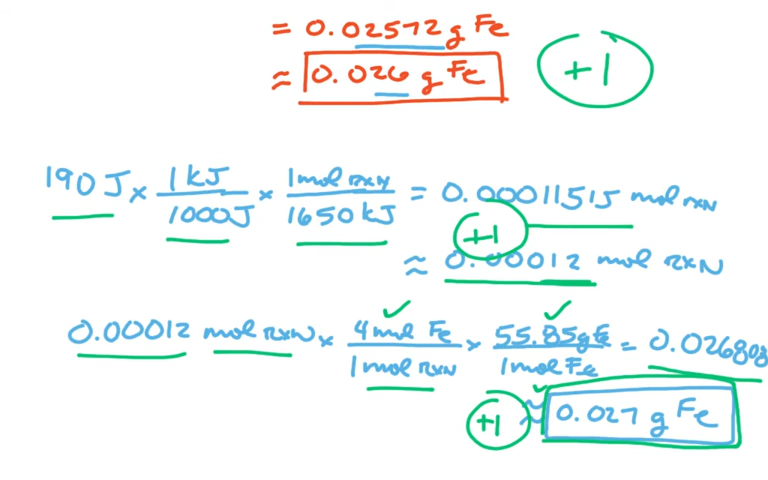 = 0.02572 g Fe
≈ 0.026 g Fe +1
190 J × 1 kJ / 1000 J × 1 mol rxn / 1650 kJ = 0.00011515 mol rxn
+1
≈ 0.00012 mol rxn
0.00012 mol rxn × 4 mol Fe / 1 mol rxn × 55.85 g Fe / 1 mol Fe = 0.026808
+1 ≈ 0.027 g Fe